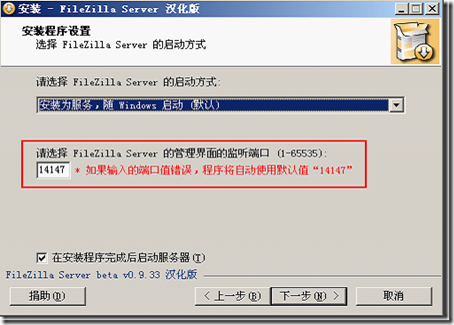 安装 - FileZilla Server 汉化版
安装程序设置
选择 FileZilla Server 的启动方式
请选择 FileZilla Server 的启动方式:
安装为服务,随 Windows 启动 (默认)
请选择 FileZilla Server 的管理界面的监听端口 (1-65535):
14147 * 如果输入的端口值错误,程序将自动使用默认值“14147”
在安装程序完成后启动服务器(I)
FileZilla Server beta v0.9.33 汉化版
捐助(D) < 上一步(B) 下一步(N) > 取消